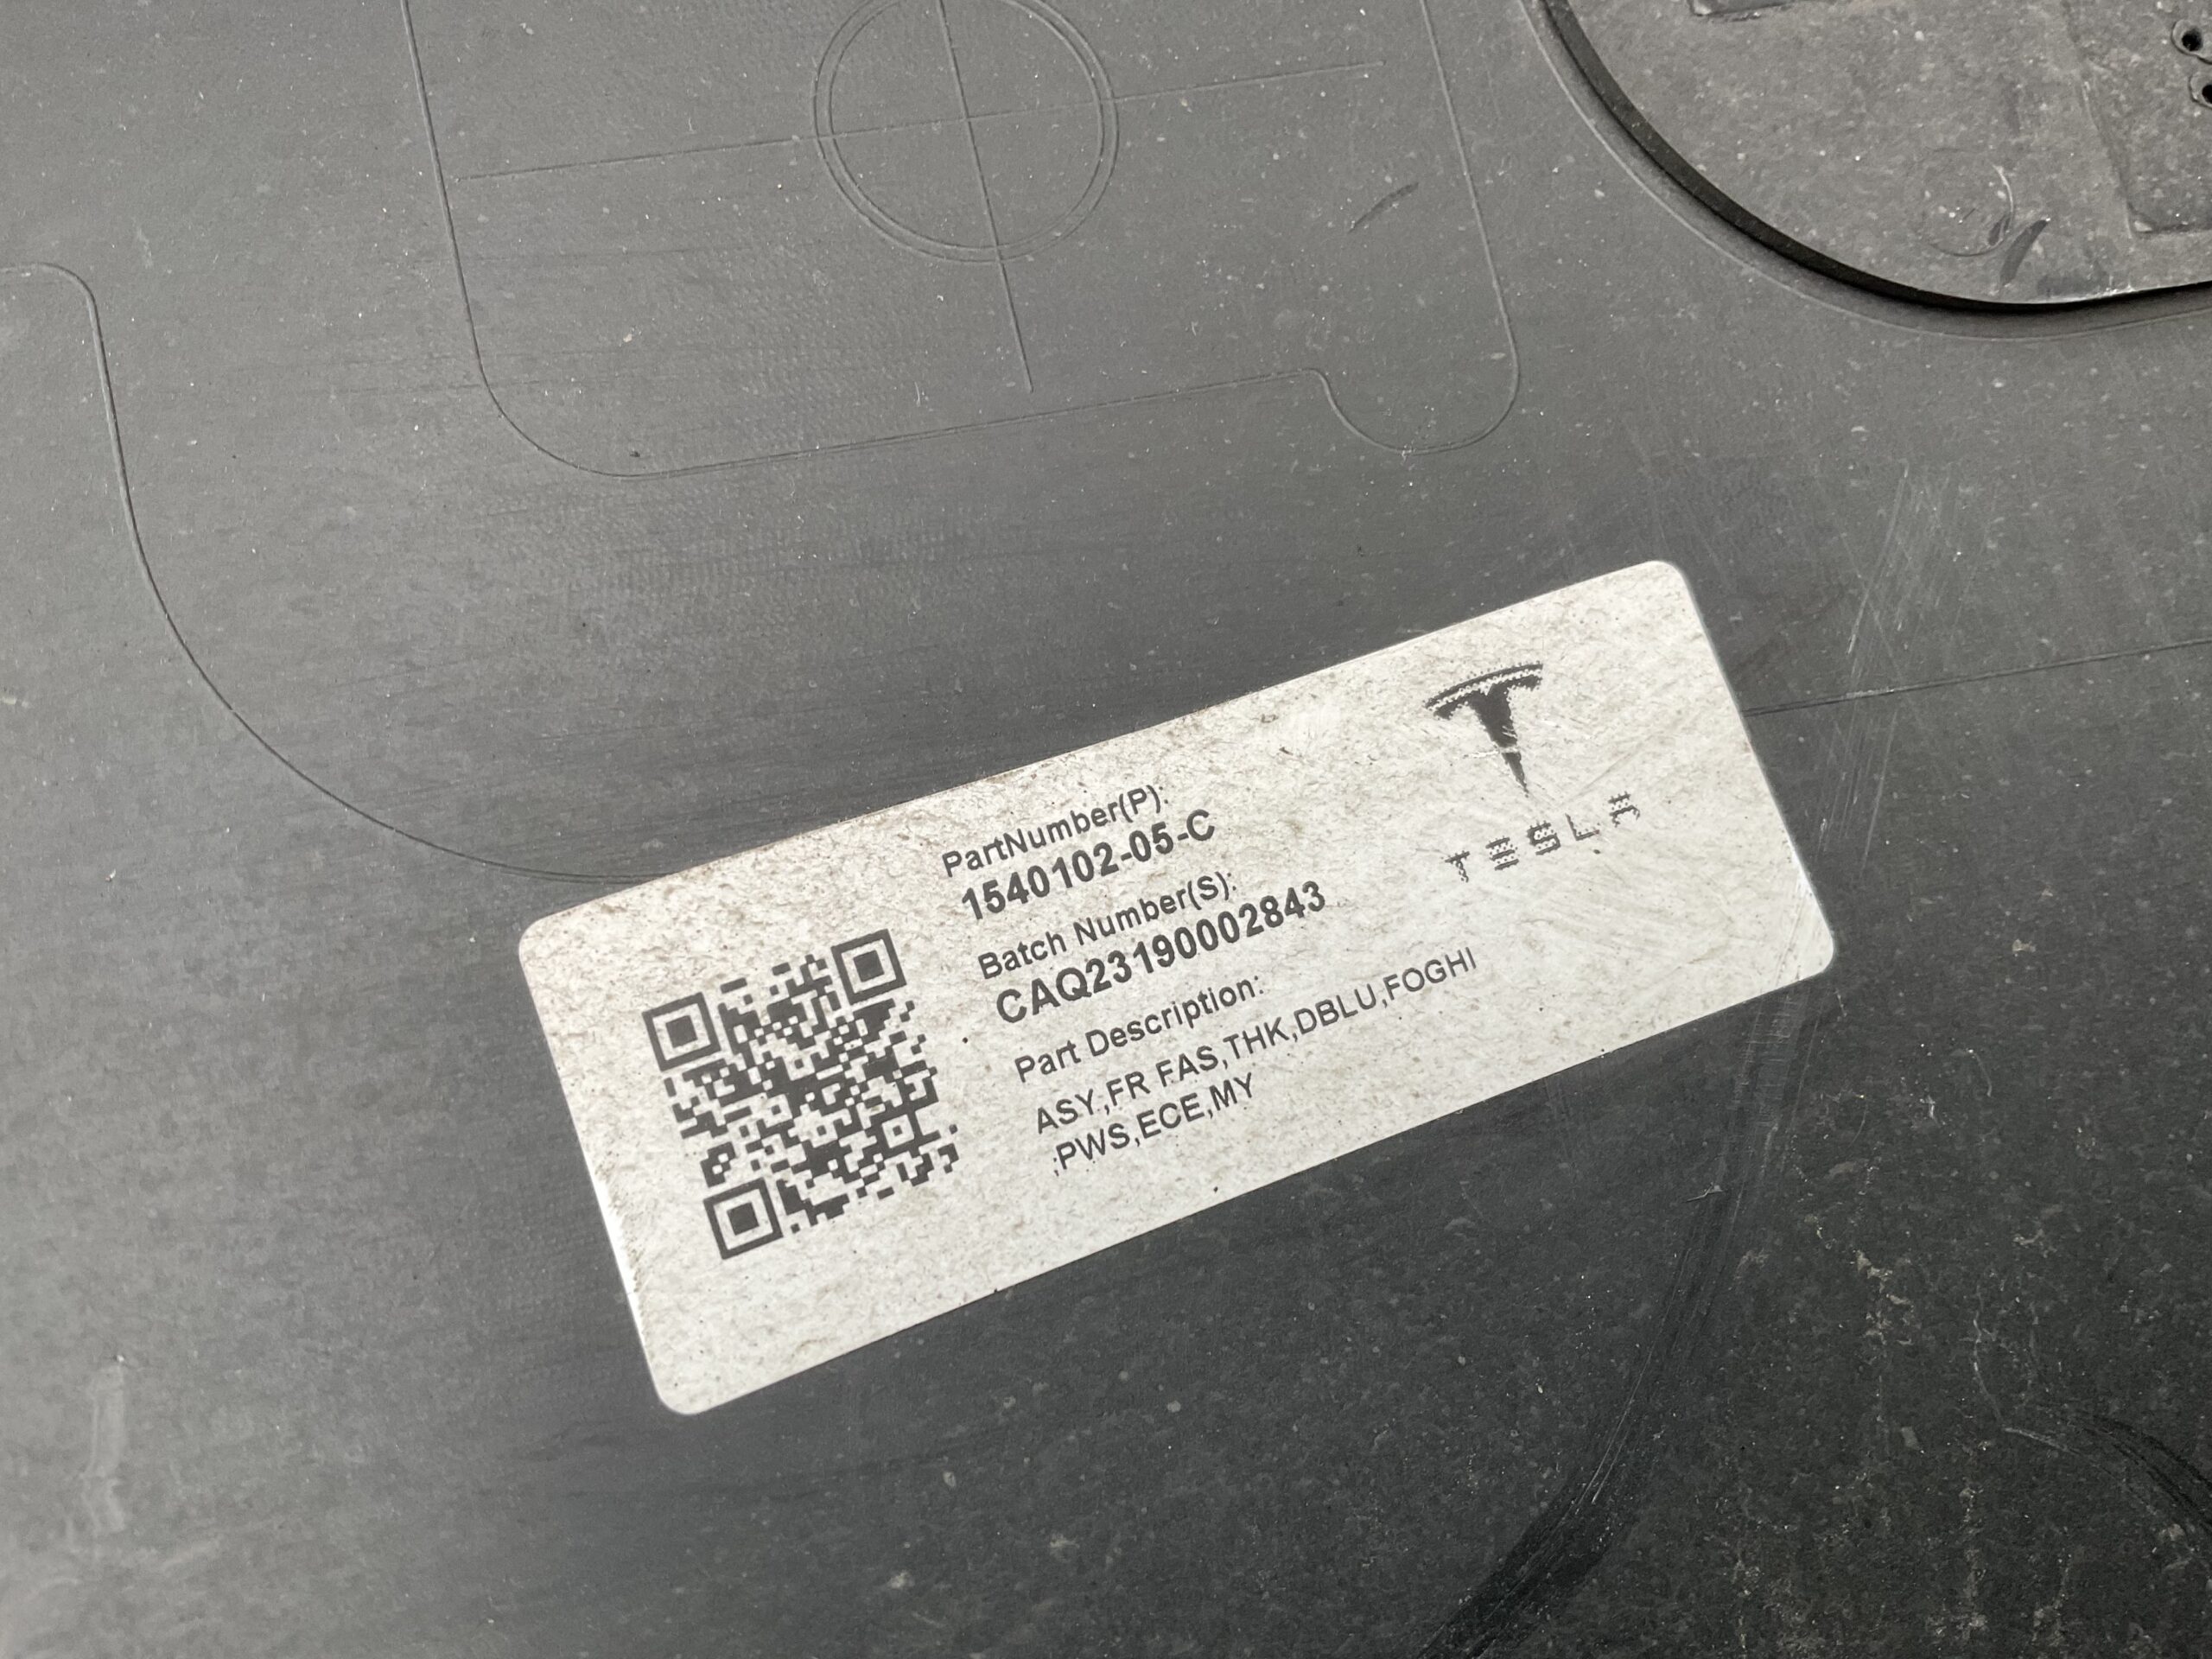 PartNumber(P):
1540102-05-C
Batch Number(S):
CAQ23190002843
Part Description:
ASY,FR FAS,THK,DBLU,FOGHI
,PWS,ECE,MY
TESLA